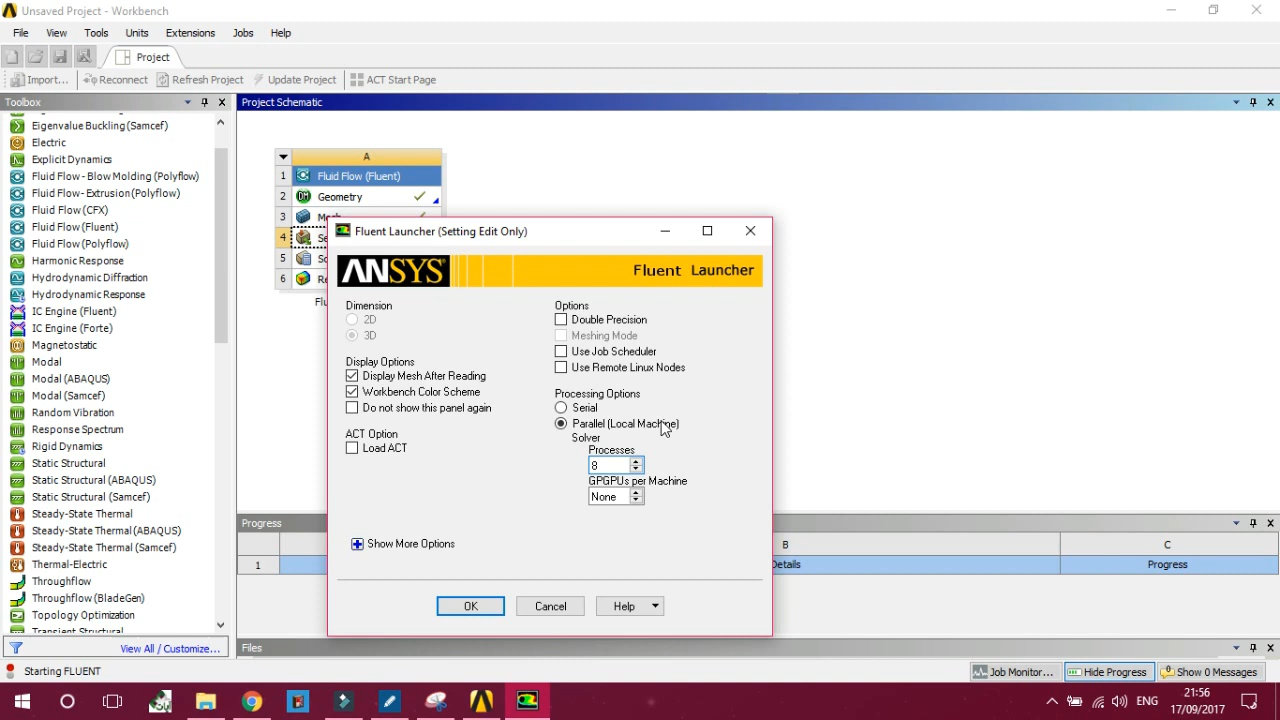 Unsaved Project - Workbench
File View Tools Units Extensions Jobs Help
Project
Import... Reconnect Refresh Project Update Project ACT Start Page
Toolbox
Eigenvalue Buckling (Samcef)
Electric
Explicit Dynamics
Fluid Flow - Blow Molding (Polyflow)
Fluid Flow - Extrusion (Polyflow)
Fluid Flow (CFX)
Fluid Flow (Fluent)
Fluid Flow (Polyflow)
Harmonic Response
Hydrodynamic Diffraction
Hydrodynamic Response
IC Engine (Fluent)
IC Engine (Forte)
Magnetostatic
Modal
Modal (ABAQUS)
Modal (Samcef)
Random Vibration
Response Spectrum
Rigid Dynamics
Static Structural
Static Structural (ABAQUS)
Static Structural (Samcef)
Steady-State Thermal
Steady-State Thermal (ABAQUS)
Steady-State Thermal (Samcef)
Thermal-Electric
Throughflow
Throughflow (BladeGen)
Topology Optimization
Transient Structural
View All / Customize...
Project Schematic
A
1 Fluid Flow (Fluent)
2 DM Geometry
3 Mesh
4 Se
5 So
6 Re
Flu
Fluent Launcher (Setting Edit Only)
ANSYS Fluent Launcher
Dimension
2D
3D
Display Options
Display Mesh After Reading
Workbench Color Scheme
Do not show this panel again
ACT Option
Load ACT
Options
Double Precision
Meshing Mode
Use Job Scheduler
Use Remote Linux Nodes
Processing Options
Serial
Parallel (Local Machine)
Solver
Processes
8
GPGPUs per Machine
None
Show More Options
OK Cancel Help
Progress
B C
1 Details Progress
Files
Starting FLUENT
Job Monitor... Hide Progress Show 0 Messages
ENG
21:56
17/09/2017